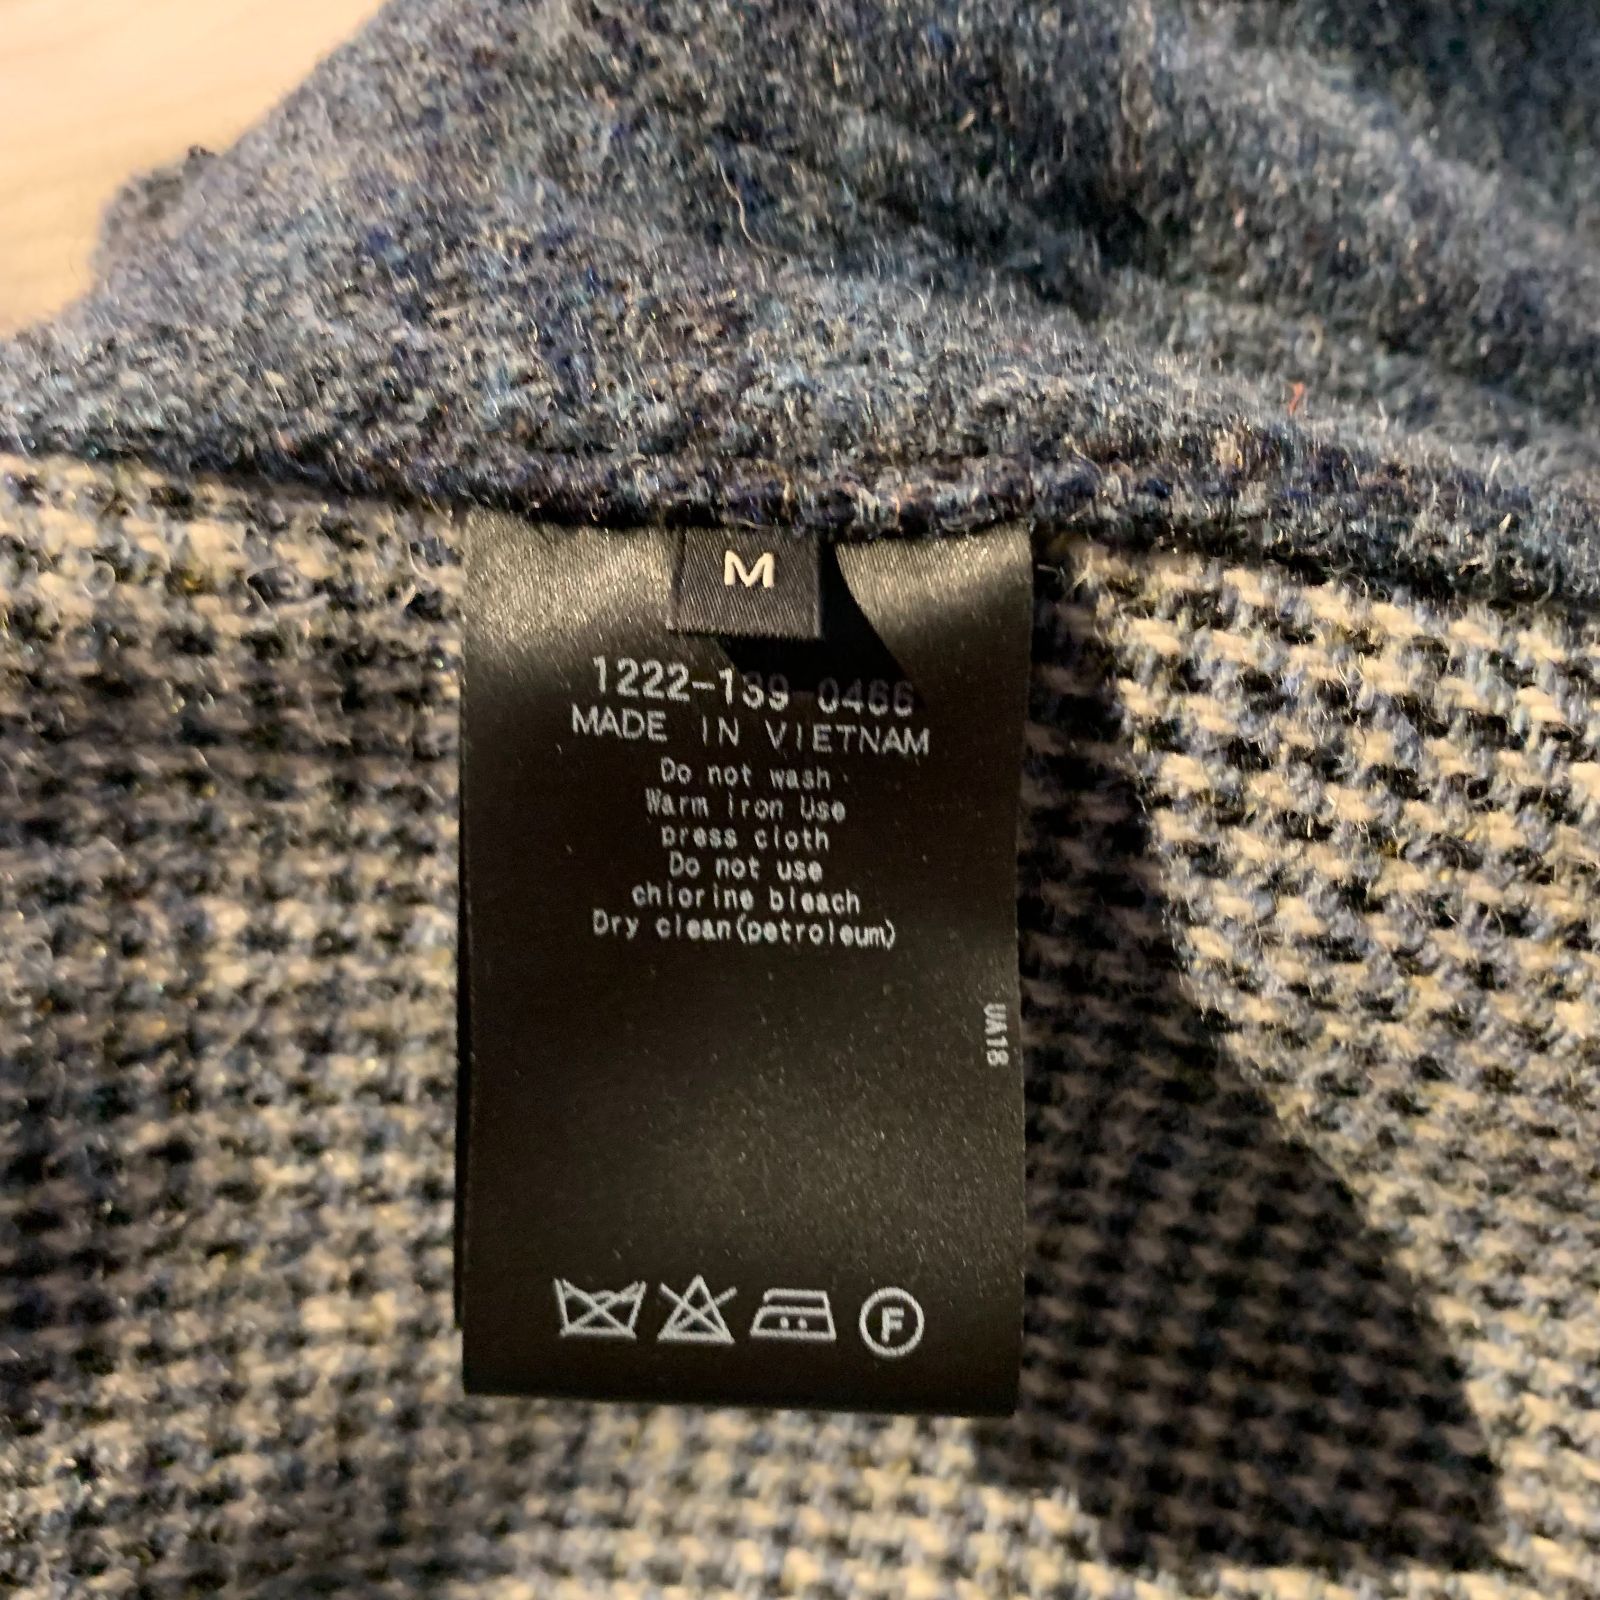 M
1222-139-0466
MADE IN VIETNAM
Do not wash
Warm iron Use
press cloth
Do not use
chlorine bleach
Dry clean(petroleum)
UA18
F